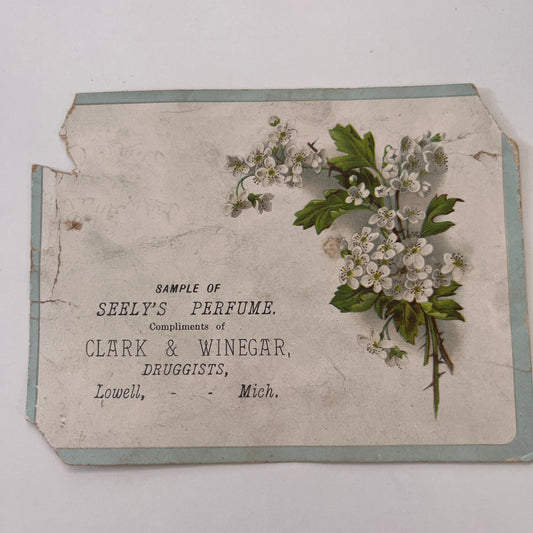 SAMPLE OF
SEELY'S PERFUME.
Compliments of
CLARK & WINEGAR,
DRUGGISTS,
Lowell, - - Mich.